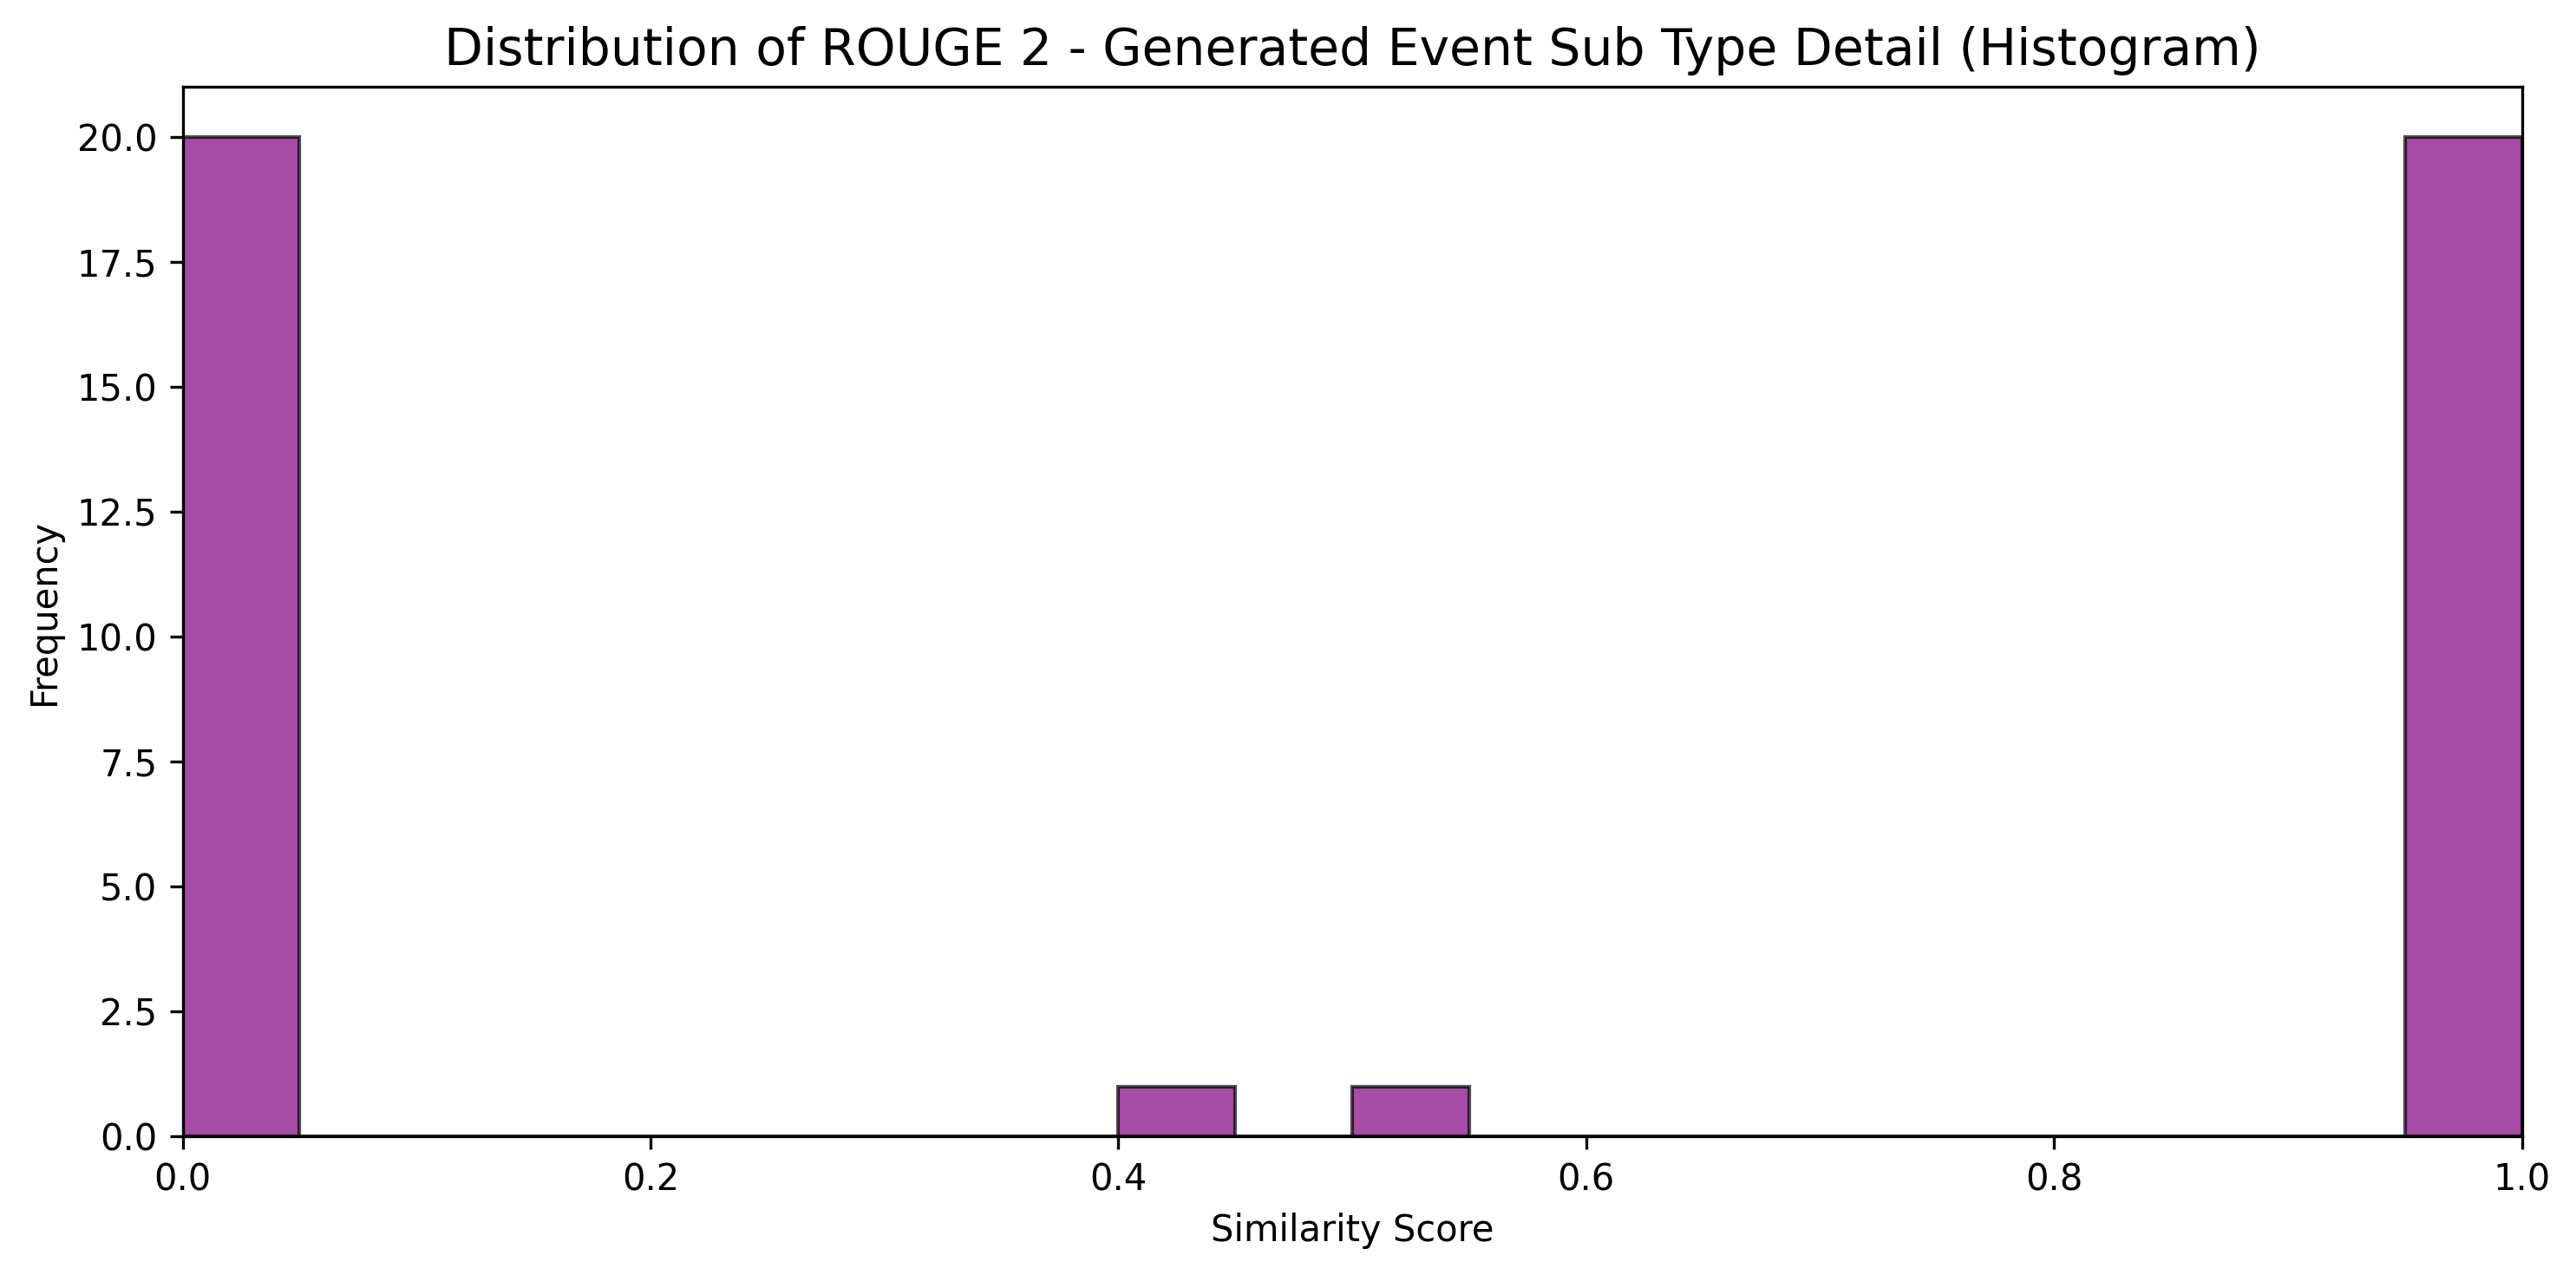 Distribution of ROUGE 2 - Generated Event Sub Type Detail (Histogram)
Frequency
20.0
17.5
15.0
12.5
10.0
7.5
5.0
2.5
0.0
0.0 0.2 0.4 0.6 0.8 1.0
Similarity Score